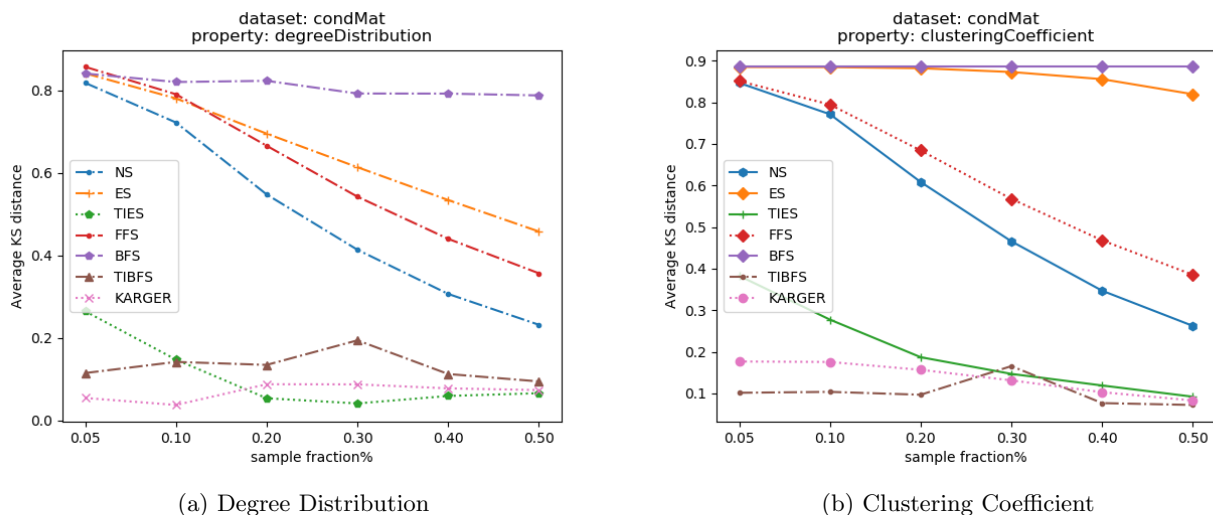 dataset: condMat
property: degreeDistribution
Average KS distance
0.8
0.6
0.4
0.2
0.0
NS
ES
TIES
FFS
BFS
TIBFS
KARGER
0.05 0.10 0.20 0.30 0.40 0.50
sample fraction%
(a) Degree Distribution
dataset: condMat
property: clusteringCoefficient
Average KS distance
0.9
0.8
0.7
0.6
0.5
0.4
0.3
0.2
0.1
NS
ES
TIES
FFS
BFS
TIBFS
KARGER
0.05 0.10 0.20 0.30 0.40 0.50
sample fraction%
(b) Clustering Coefficient